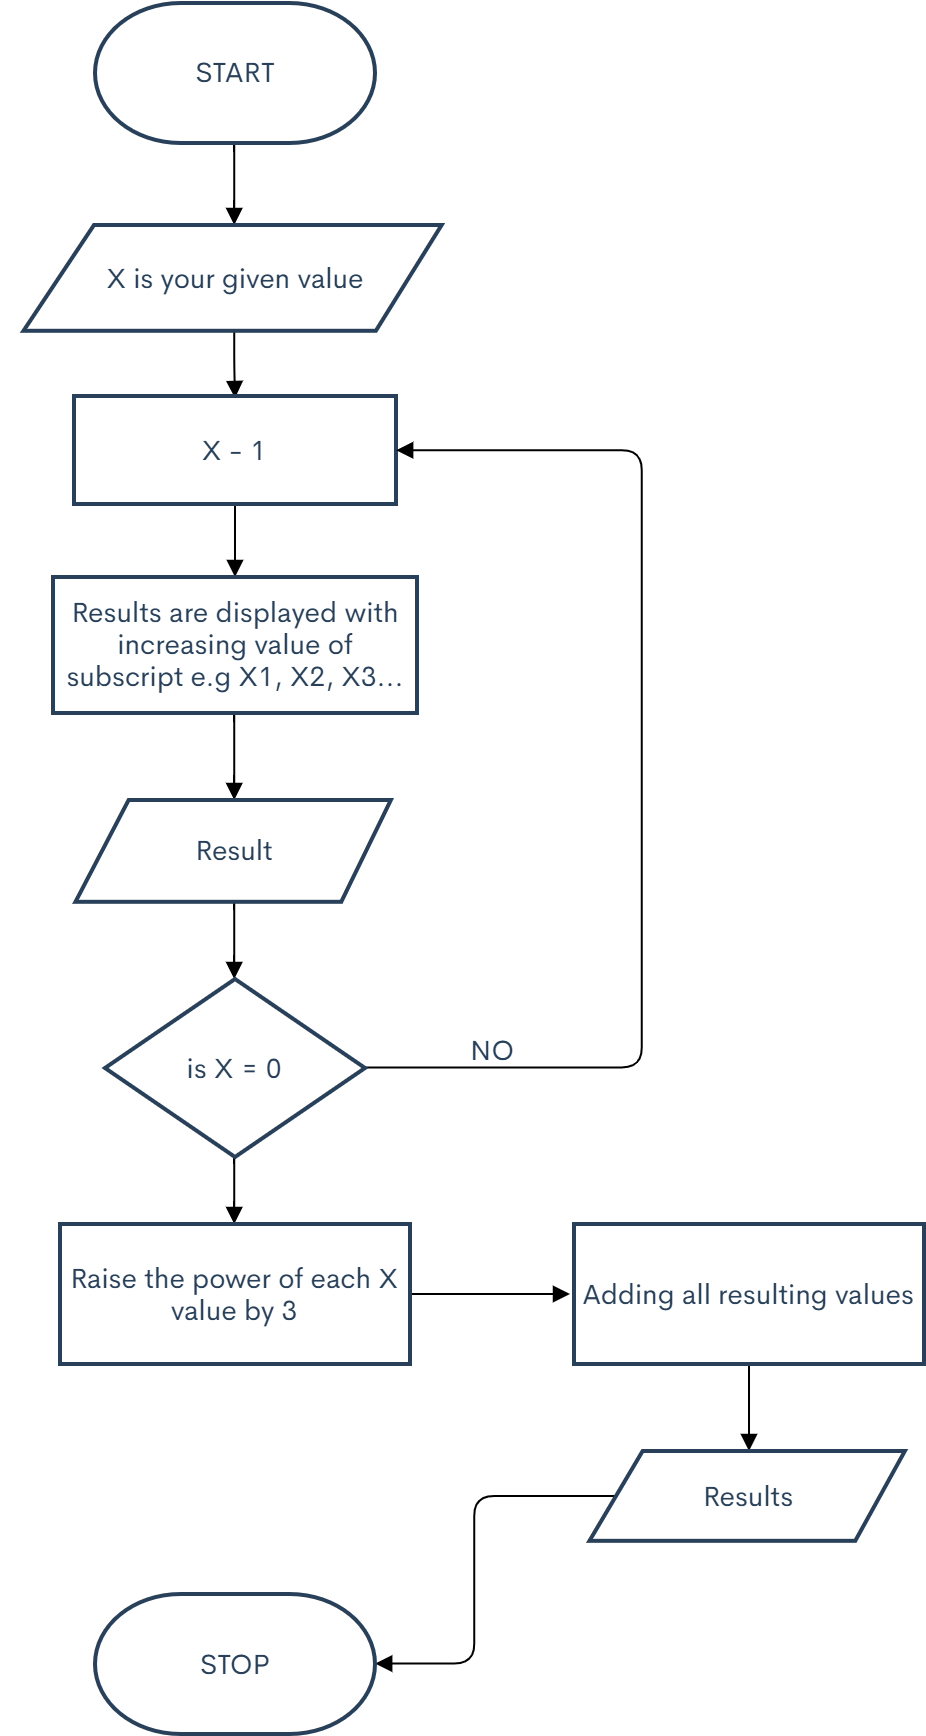 START
X is your given value
X - 1
Results are displayed with
increasing value of
subscript e.g X1, X2, X3...
Result
is X = 0
NO
Raise the power of each X
value by 3
Adding all resulting values
Results
STOP